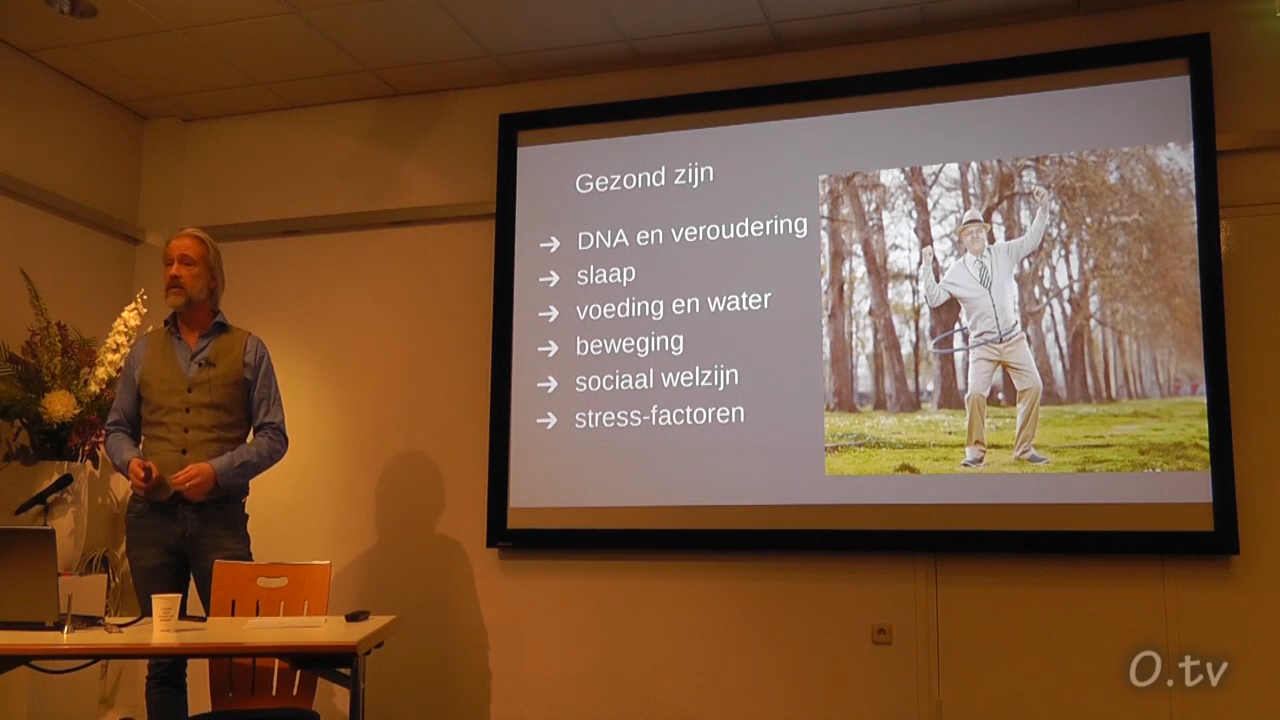 Gezond zijn
→ DNA en veroudering
→ slaap
→ voeding en water
→ beweging
→ sociaal welzijn
→ stress-factoren
O.tv